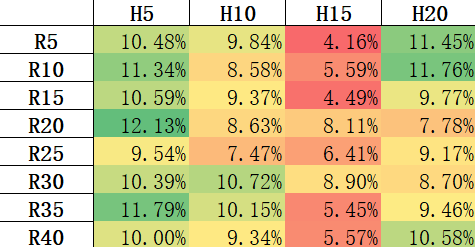 H5 H10 H15 H20
R5 10.48% 9.84% 4.16% 11.45%
R10 11.34% 8.58% 5.59% 11.76%
R15 10.59% 9.37% 4.49% 9.77%
R20 12.13% 8.63% 8.11% 7.78%
R25 9.54% 7.47% 6.41% 9.17%
R30 10.39% 10.72% 8.90% 8.70%
R35 11.79% 10.15% 5.45% 9.46%
R40 10.00% 9.34% 5.57% 10.58%